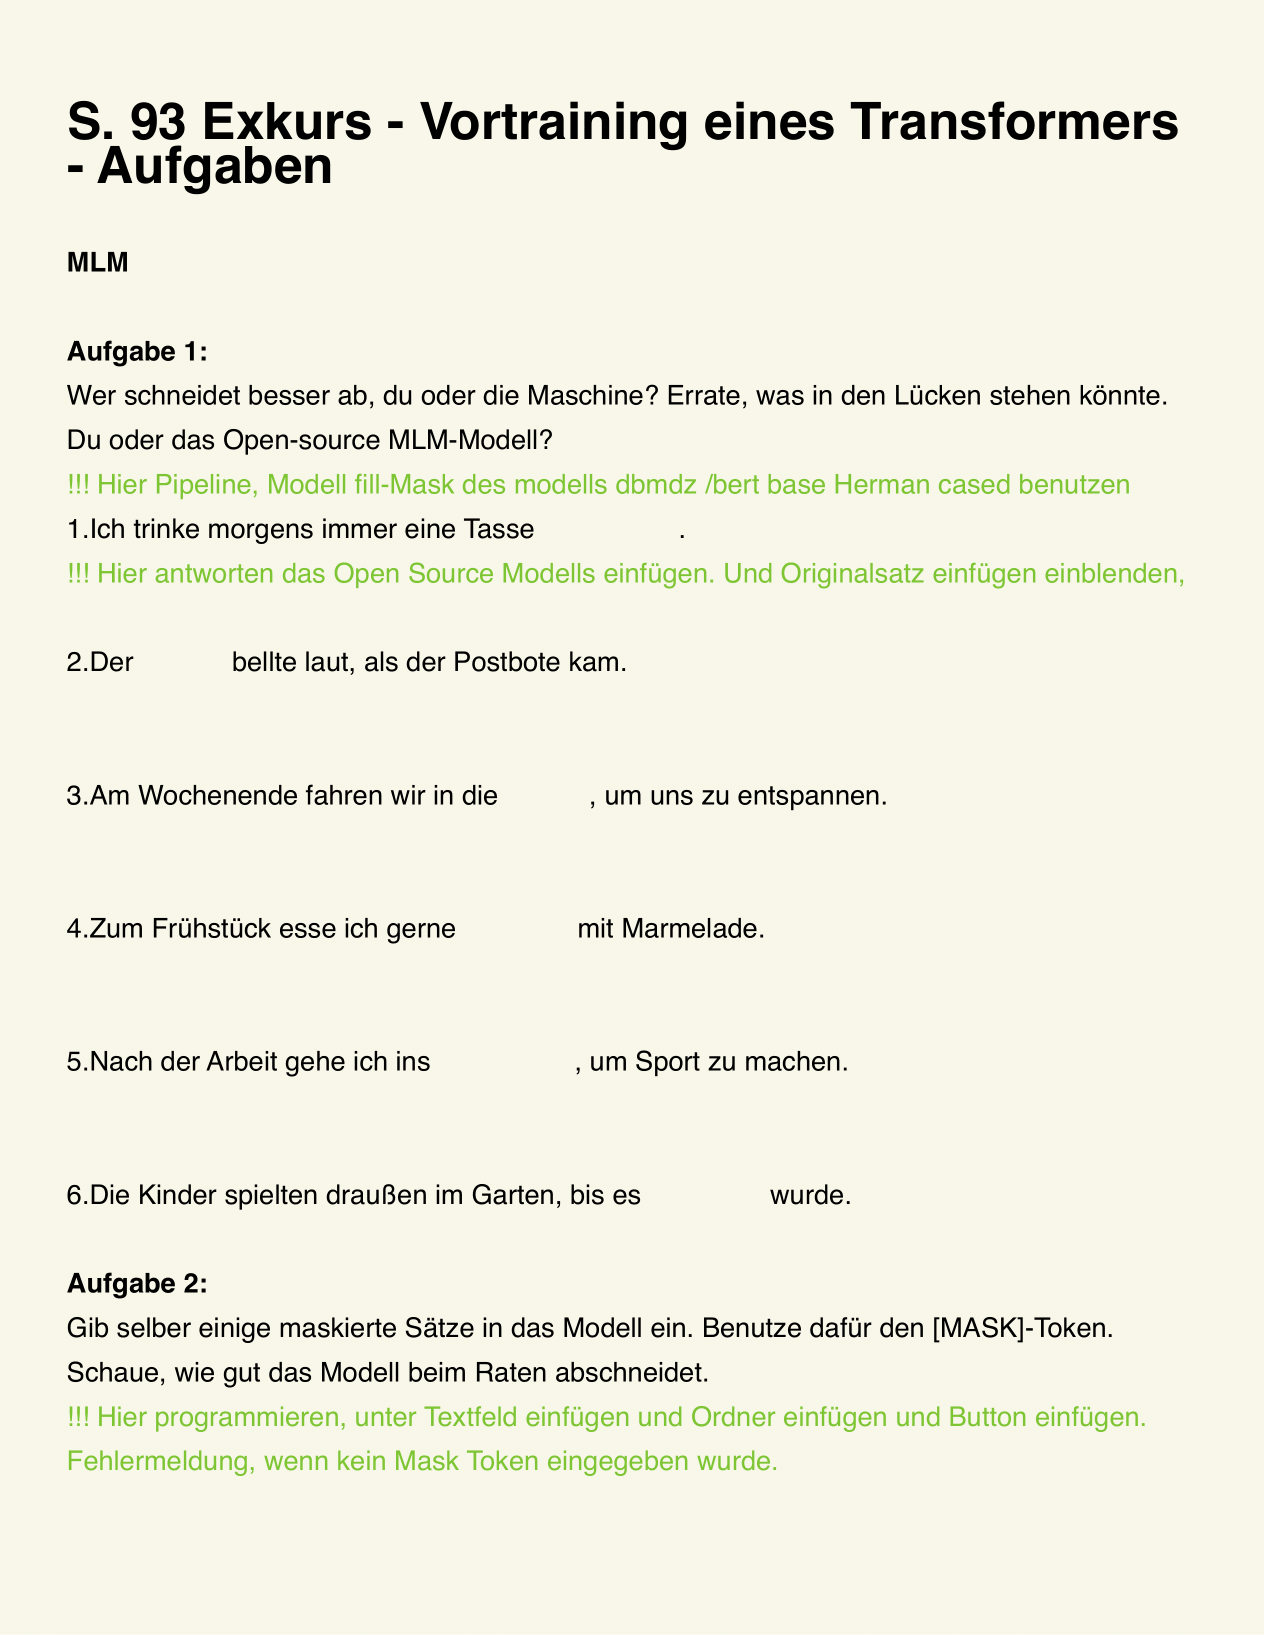 S. 93 Exkurs - Vortraining eines Transformers
- Aufgaben
MLM
Aufgabe 1:
Wer schneidet besser ab, du oder die Maschine? Errate, was in den Lücken stehen könnte.
Du oder das Open-source MLM-Modell?
!!! Hier Pipeline, Modell fill-Mask des modells dbmdz /bert base Herman cased benutzen
1.Ich trinke morgens immer eine Tasse .
!!! Hier antworten das Open Source Modells einfügen. Und Originalsatz einfügen einblenden,
2.Der bellte laut, als der Postbote kam.
3.Am Wochenende fahren wir in die , um uns zu entspannen.
4.Zum Frühstück esse ich gerne mit Marmelade.
5.Nach der Arbeit gehe ich ins , um Sport zu machen.
6.Die Kinder spielten draußen im Garten, bis es wurde.
Aufgabe 2:
Gib selber einige maskierte Sätze in das Modell ein. Benutze dafür den [MASK]-Token.
Schaue, wie gut das Modell beim Raten abschneidet.
!!! Hier programmieren, unter Textfeld einfügen und Ordner einfügen und Button einfügen.
Fehlermeldung, wenn kein Mask Token eingegeben wurde.